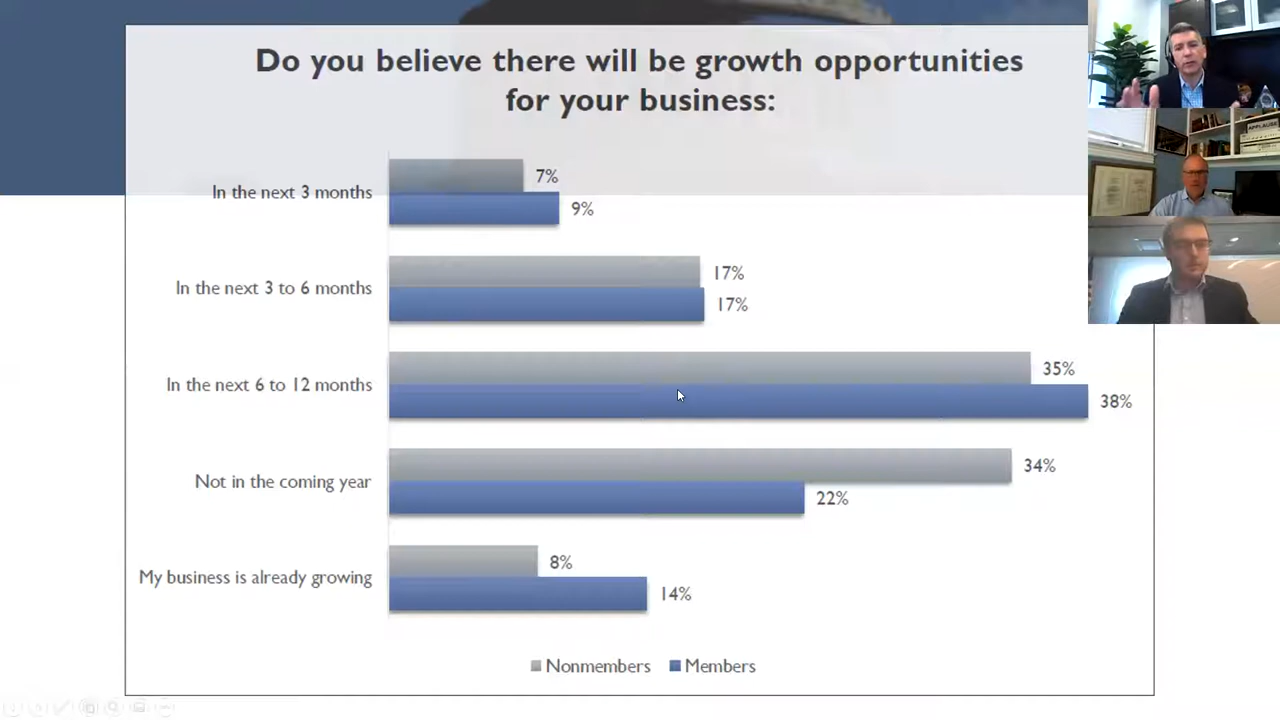 Do you believe there will be growth opportunities
for your business:
In the next 3 months
7%
9%
In the next 3 to 6 months
17%
17%
In the next 6 to 12 months
35%
38%
Not in the coming year
34%
22%
My business is already growing
8%
14%
Nonmembers
Members
APPLAUSE